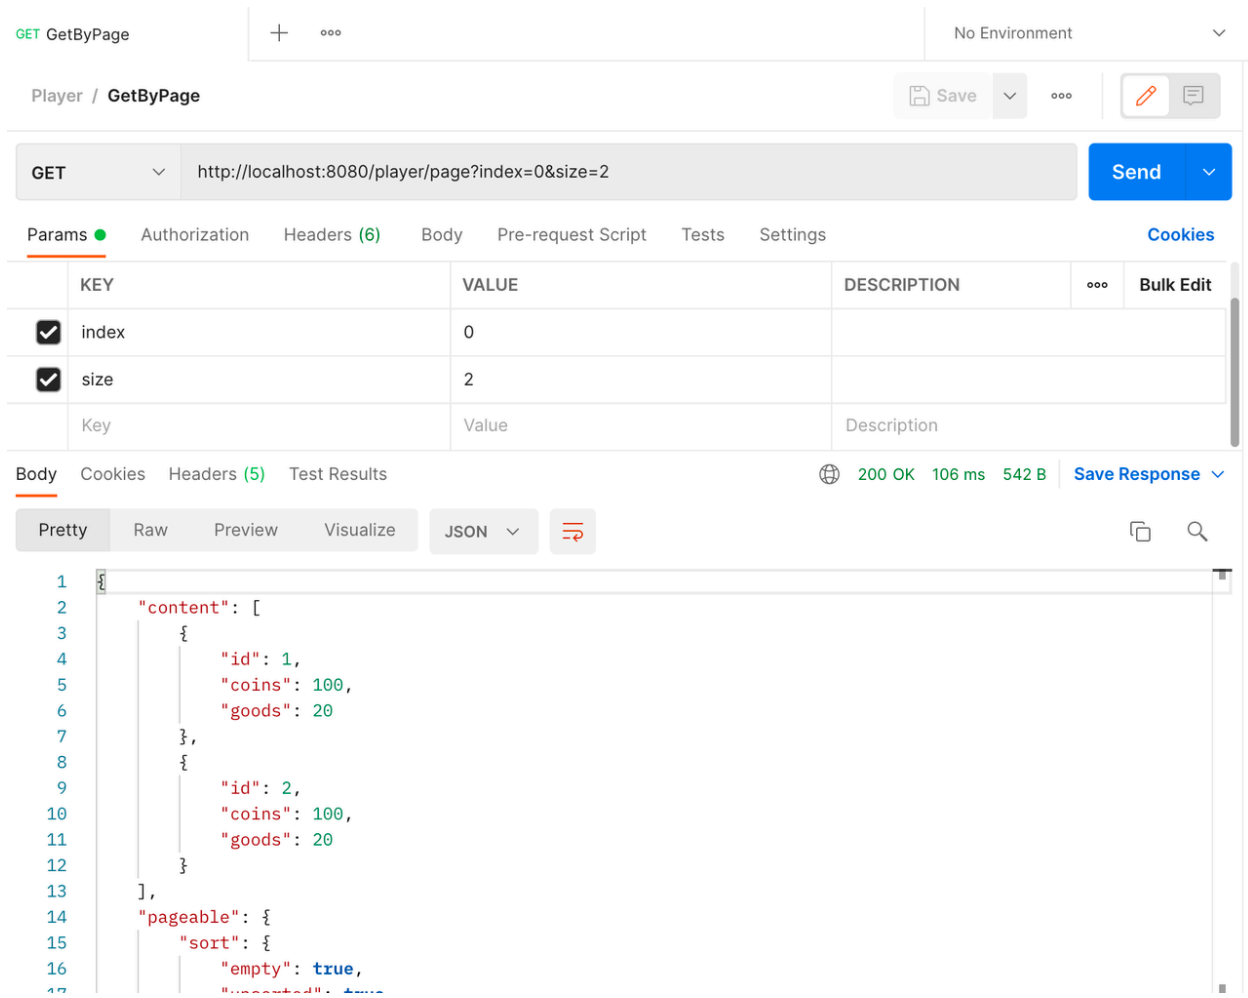 GET GetByPage
No Environment
Player / GetByPage
Save
GET
http://localhost:8080/player/page?index=0&size=2
Send
Params
Authorization
Headers (6)
Body
Pre-request Script
Tests
Settings
Cookies
KEY VALUE DESCRIPTION Bulk Edit
index 0
size 2
Key Value Description
Body
Cookies
Headers (5)
Test Results
200 OK 106 ms 542 B
Save Response
Pretty
Raw
Preview
Visualize
JSON
1 {
2 "content": [
3 {
4 "id": 1,
5 "coins": 100,
6 "goods": 20
7 },
8 {
9 "id": 2,
10 "coins": 100,
11 "goods": 20
12 }
13 ],
14 "pageable": {
15 "sort": {
16 "empty": true,
17 "unsorted": true